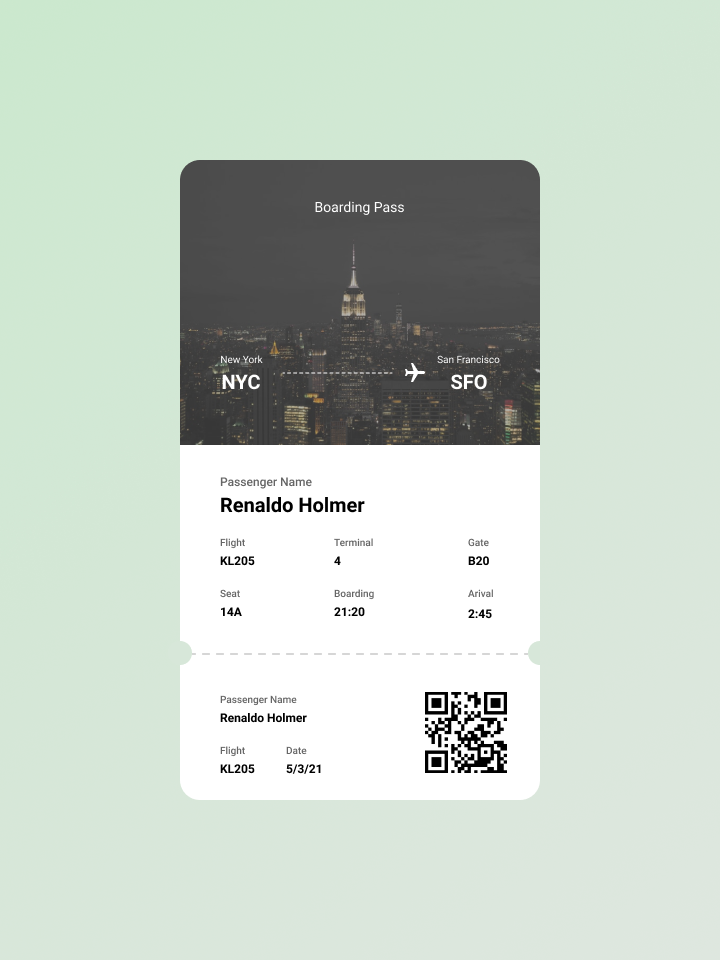 Boarding Pass
New York San Francisco
NYC SFO
Passenger Name
Renaldo Holmer
Flight Terminal Gate
KL205 4 B20
Seat Boarding Arival
14A 21:20 2:45
Passenger Name
Renaldo Holmer
Flight Date
KL205 5/3/21